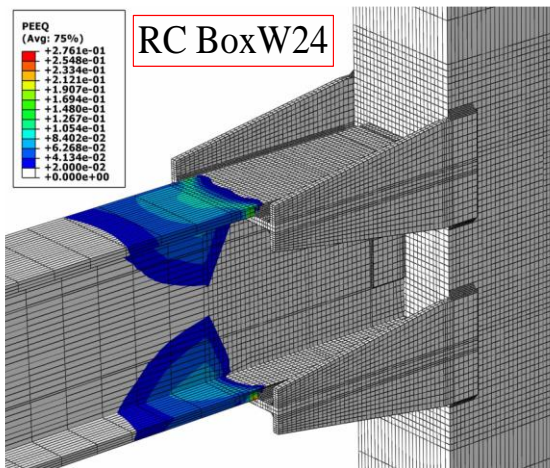 PEEQ
(Avg: 75%)
+2.761e-01
+2.548e-01
+2.334e-01
+2.121e-01
+1.907e-01
+1.694e-01
+1.480e-01
+1.267e-01
+1.054e-01
+8.402e-02
+6.268e-02
+4.134e-02
+2.000e-02
+0.000e+00
RC BoxW24